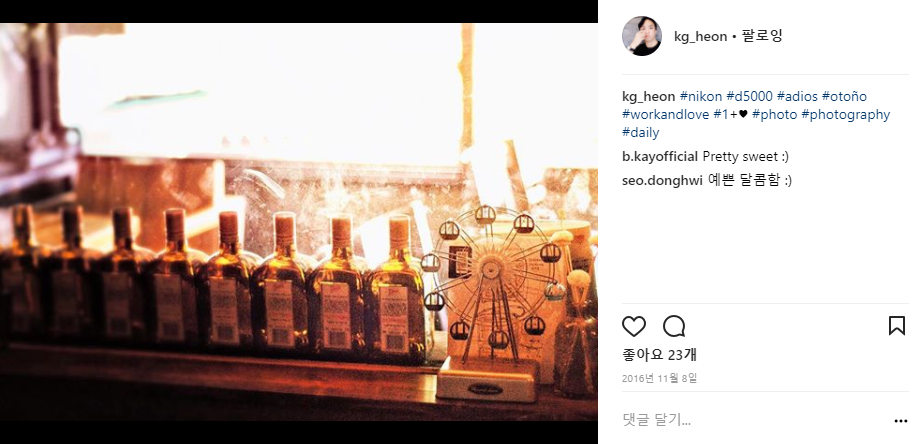 kg_heon • 팔로잉
kg_heon #nikon #d5000 #adios #otoño
#workandlove #1+♥ #photo #photography
#daily
b.kayofficial Pretty sweet :)
seo.donghwi 예쁜 달콤함 :)
좋아요 23개
2016년 11월 8일
댓글 달기...